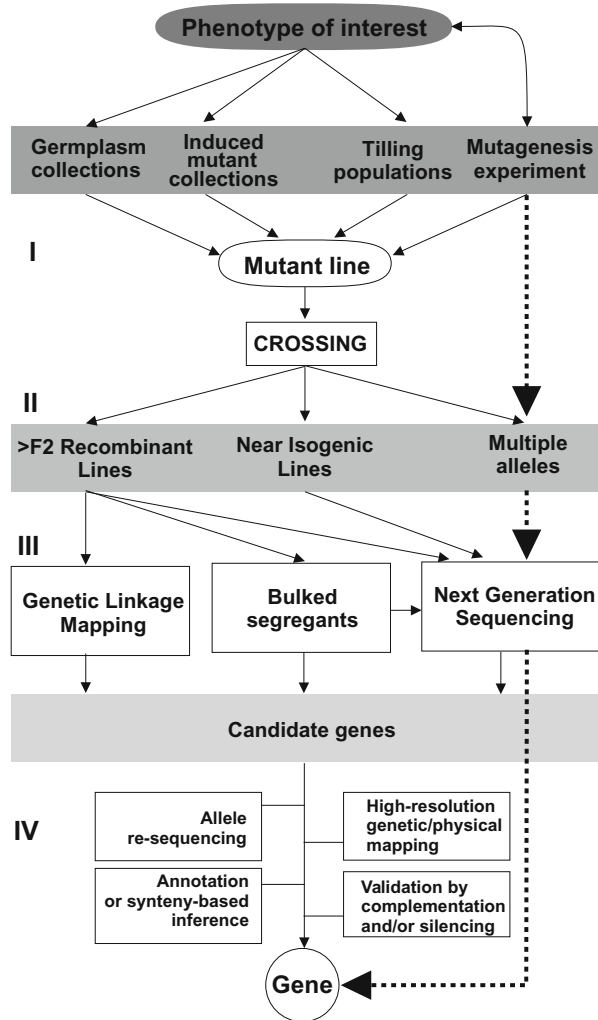 Phenotype of interest
Germplasm
collections
Induced
mutant
collections
Tilling
populations
Mutagenesis
experiment
I
Mutant line
CROSSING
II
>F2 Recombinant
Lines
Near Isogenic
Lines
Multiple
alleles
III
Genetic Linkage
Mapping
Bulked
segregants
Next Generation
Sequencing
Candidate genes
IV
Allele
re-sequencing
High-resolution
genetic/physical
mapping
Annotation
or synteny-based
inference
Validation by
complementation
and/or silencing
Gene